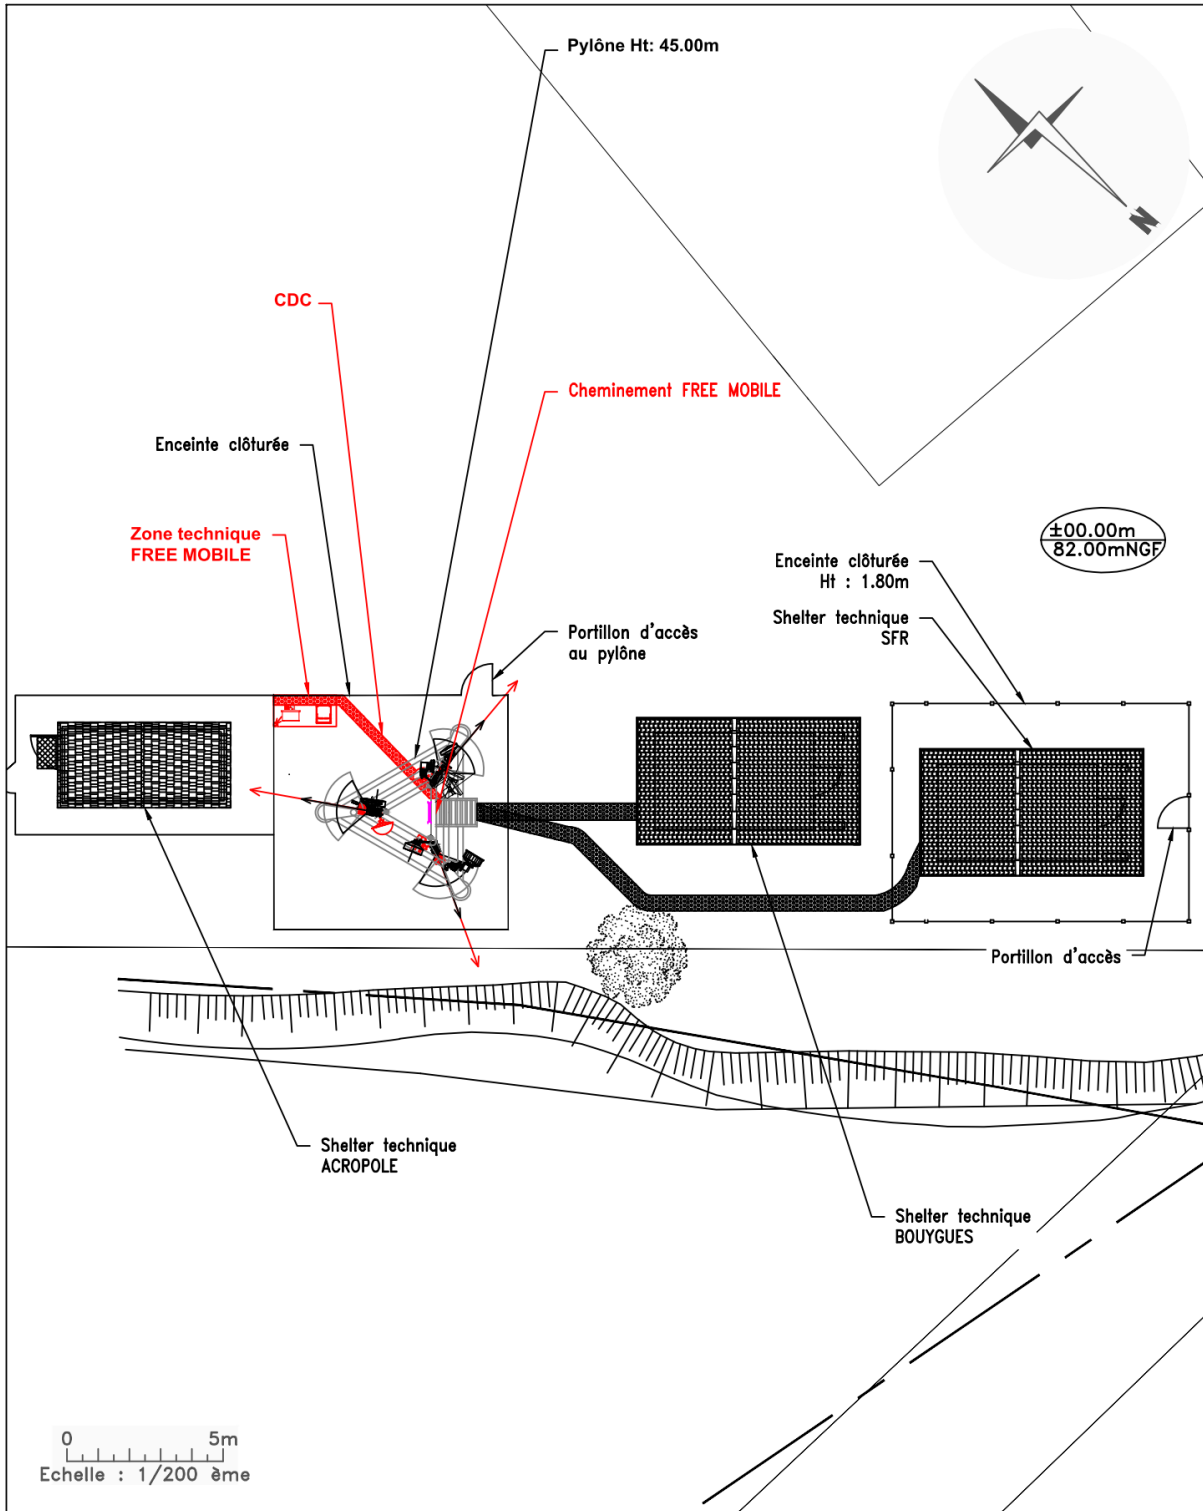 Pylône Ht: 45.00m
N
CDC
Cheminement FREE MOBILE
Enceinte clôturée
Zone technique
FREE MOBILE
±00.00m
82.00mNGF
Enceinte clôturée
Ht : 1.80m
Shelter technique
SFR
Portillon d'accès
au pylône
Portillon d'accès
Shelter technique
ACROPOLE
Shelter technique
BOUYGUES
0 5m
Echelle : 1/200 ème